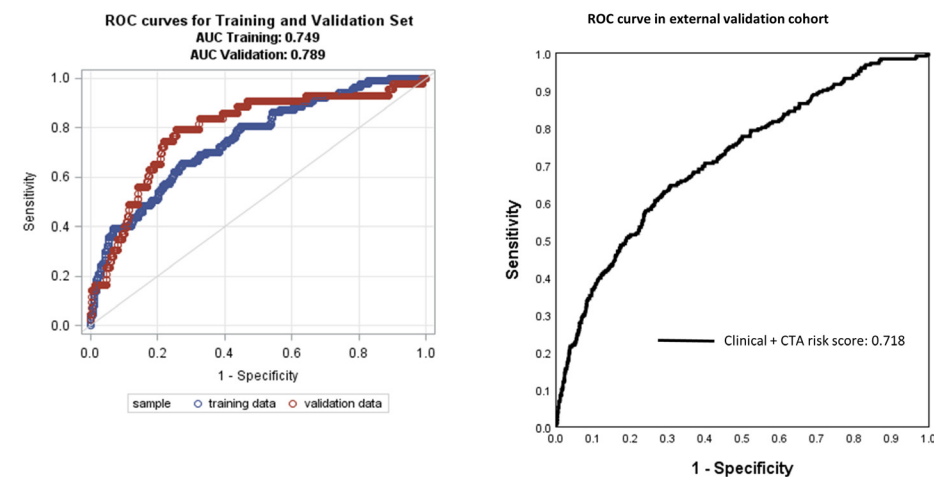 ROC curves for Training and Validation Set
AUC Training: 0.749
AUC Validation: 0.789
1.0
0.8
0.6
0.4
0.2
0.0
Sensitivity
0.0 0.2 0.4 0.6 0.8 1.0
1 - Specificity
sample training data validation data
ROC curve in external validation cohort
1.0
0.9
0.8
0.7
0.6
0.5
0.4
0.3
0.2
0.1
0.0
Sensitivity
Clinical + CTA risk score: 0.718
0.0 0.1 0.2 0.3 0.4 0.5 0.6 0.7 0.8 0.9 1.0
1 - Specificity